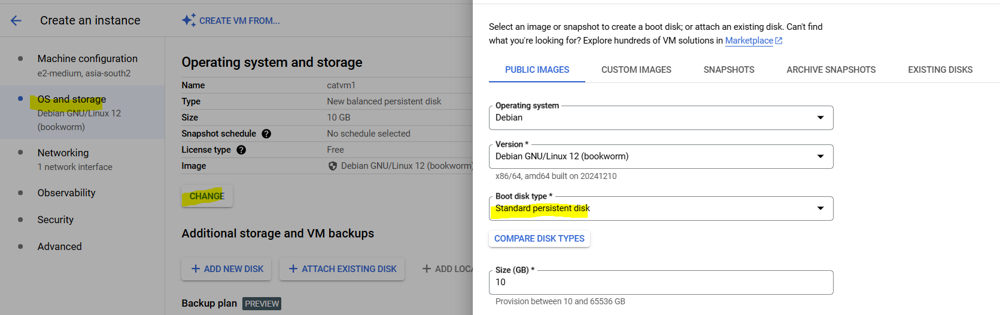 Create an instance
CREATE VM FROM...
Machine configuration
e2-medium, asia-south2
OS and storage
Debian GNU/Linux 12
(bookworm)
Networking
1 network interface
Observability
Security
Advanced
Operating system and storage
Name catvm1
Type New balanced persistent disk
Size 10 GB
Snapshot schedule ? No schedule selected
License type ? Free
Image Debian GNU/Linux 12 (bookworm)
CHANGE
Additional storage and VM backups
+ ADD NEW DISK + ATTACH EXISTING DISK + ADD LOCA
Backup plan PREVIEW
Select an image or snapshot to create a boot disk; or attach an existing disk. Can't find
what you're looking for? Explore hundreds of VM solutions in Marketplace
PUBLIC IMAGES CUSTOM IMAGES SNAPSHOTS ARCHIVE SNAPSHOTS EXISTING DISKS
Operating system
Debian
Version *
Debian GNU/Linux 12 (bookworm)
x86/64, amd64 built on 20241210
Boot disk type *
Standard persistent disk
COMPARE DISK TYPES
Size (GB) *
10
Provision between 10 and 65536 GB